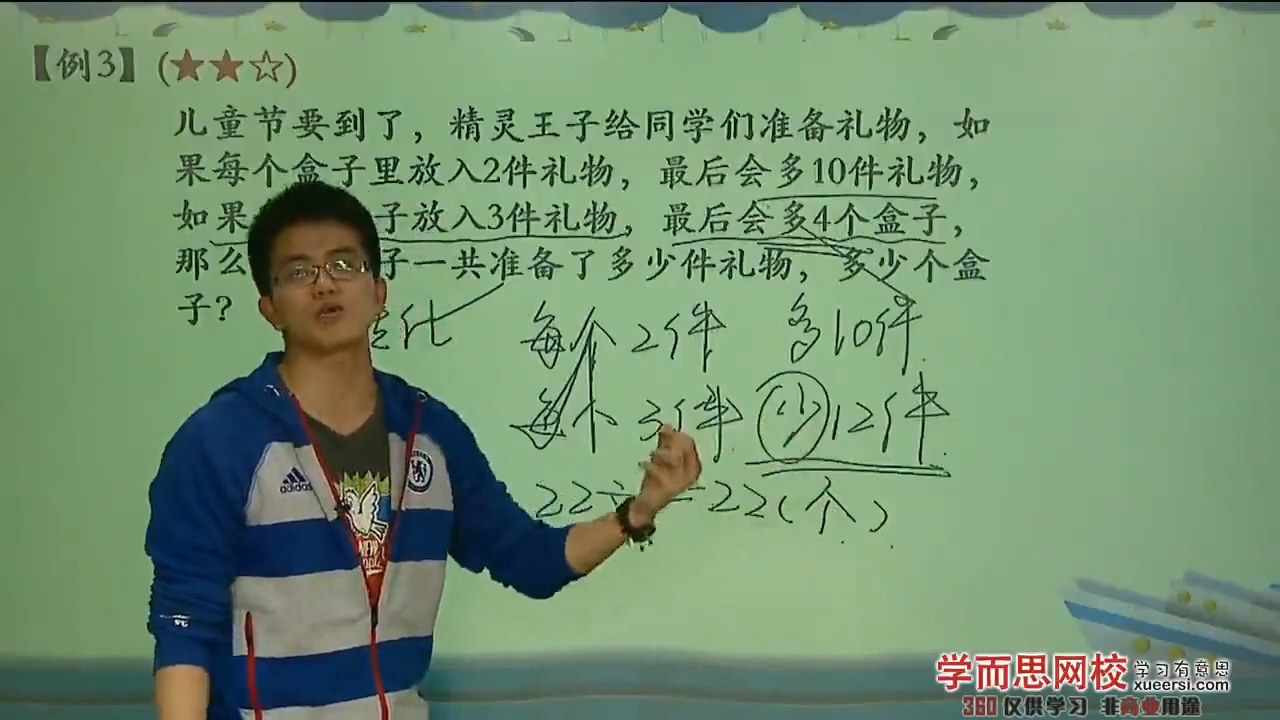 【例3】(★★☆)
儿童节要到了，精灵王子给同学们准备礼物，如
果每个盒子里放入2件礼物，最后会多10件礼物，
如果 子放入3件礼物，最后会多4个盒子，
那么 子一共准备了多少件礼物，多少个盒
子？
化 每个2件 多10件
每个3件 少12件
22÷ =22(个)
adidas
学而思网校 学习有意思
xueersi.com
360 仅供学习 非商业用途